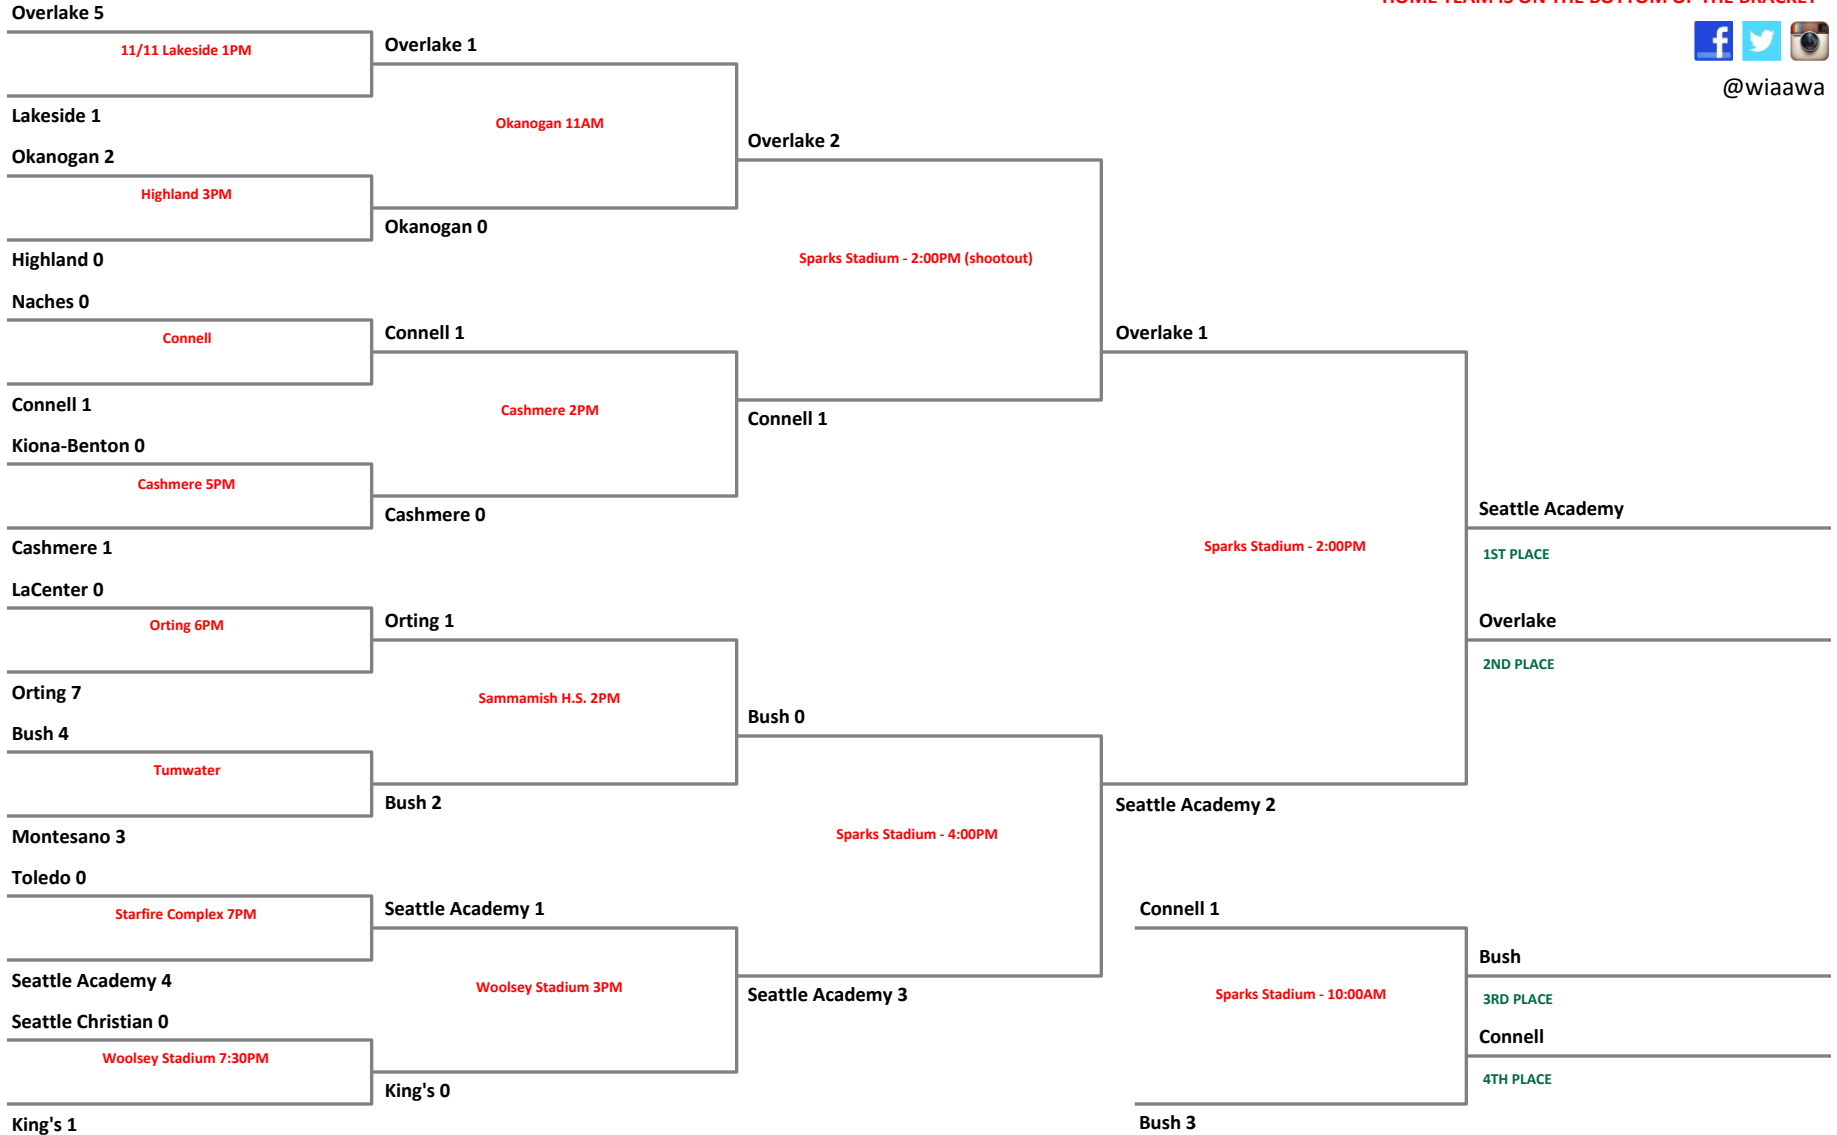 HOME TEAM IS ON THE BOTTOM OF THE BRACKET
@wiaawa
Overlake 5
11/11 Lakeside 1PM
Lakeside 1
Okanogan 2
Highland 3PM
Highland 0
Naches 0
Connell
Connell 1
Kiona-Benton 0
Cashmere 5PM
Cashmere 1
LaCenter 0
Orting 6PM
Orting 7
Bush 4
Tumwater
Montesano 3
Toledo 0
Starfire Complex 7PM
Seattle Academy 4
Seattle Christian 0
Woolsey Stadium 7:30PM
King's 1
Overlake 1
Okanogan 11AM
Okanogan 0
Connell 1
Cashmere 2PM
Cashmere 0
Orting 1
Sammamish H.S. 2PM
Bush 2
Seattle Academy 1
Woolsey Stadium 3PM
King's 0
Overlake 2
Sparks Stadium - 2:00PM (shootout)
Connell 1
Bush 0
Sparks Stadium - 4:00PM
Seattle Academy 3
Overlake 1
Sparks Stadium - 2:00PM
Seattle Academy 2
Connell 1
Sparks Stadium - 10:00AM
Bush 3
Seattle Academy
1ST PLACE
Overlake
2ND PLACE
Bush
3RD PLACE
Connell
4TH PLACE